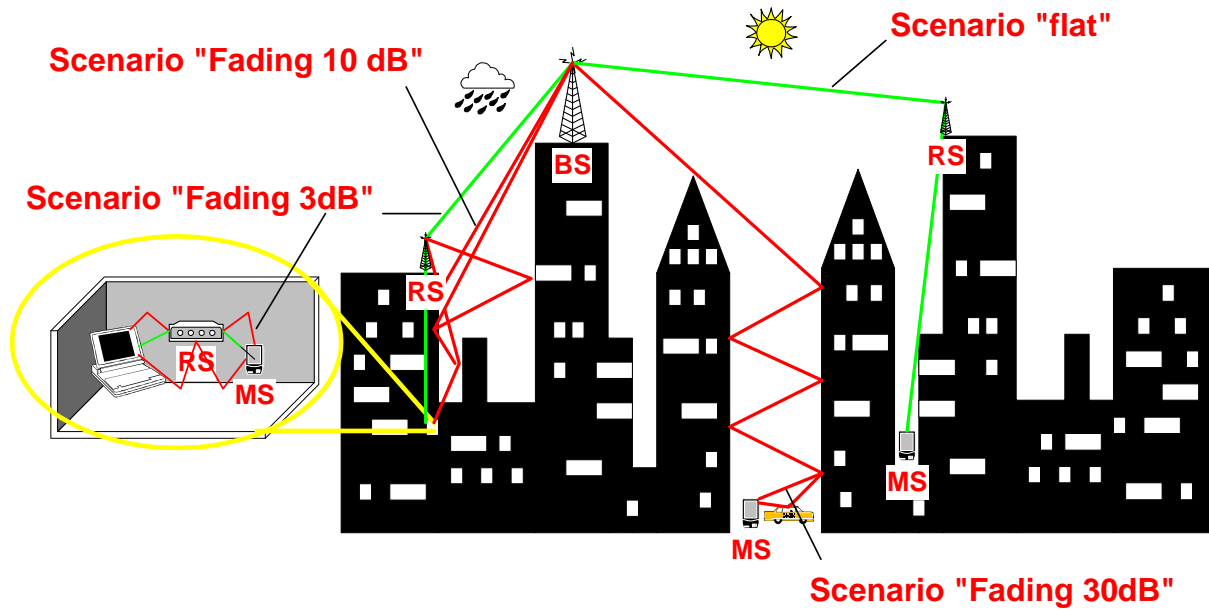 Scenario "flat"
Scenario "Fading 10 dB"
BS
RS
Scenario "Fading 3dB"
RS
RS
MS
MS
MS
Scenario "Fading 30dB"